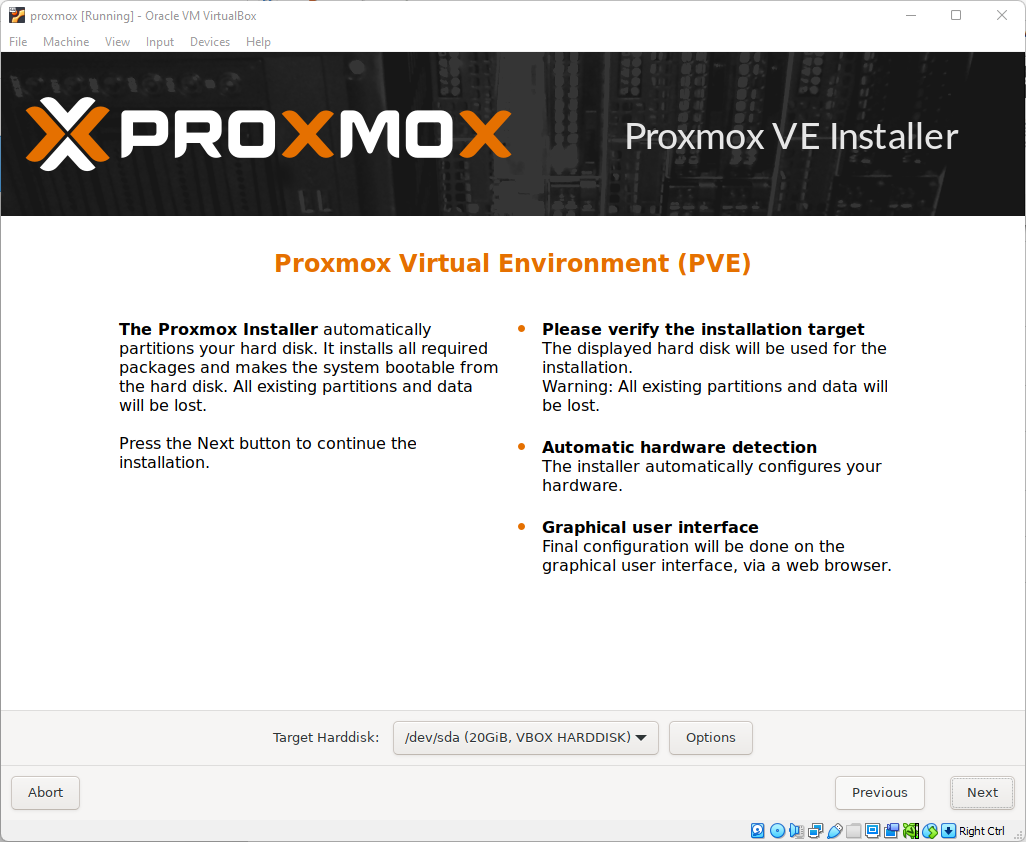 proxmox [Running] - Oracle VM VirtualBox
File Machine View Input Devices Help
PROXMOX
Proxmox VE Installer
Proxmox Virtual Environment (PVE)
The Proxmox Installer automatically
partitions your hard disk. It installs all required
packages and makes the system bootable from
the hard disk. All existing partitions and data
will be lost.
Press the Next button to continue the
installation.
Please verify the installation target
The displayed hard disk will be used for the
installation.
Warning: All existing partitions and data will
be lost.
Automatic hardware detection
The installer automatically configures your
hardware.
Graphical user interface
Final configuration will be done on the
graphical user interface, via a web browser.
Target Harddisk: /dev/sda (20GiB, VBOX HARDDISK) Options
Abort Previous Next
Right Ctrl